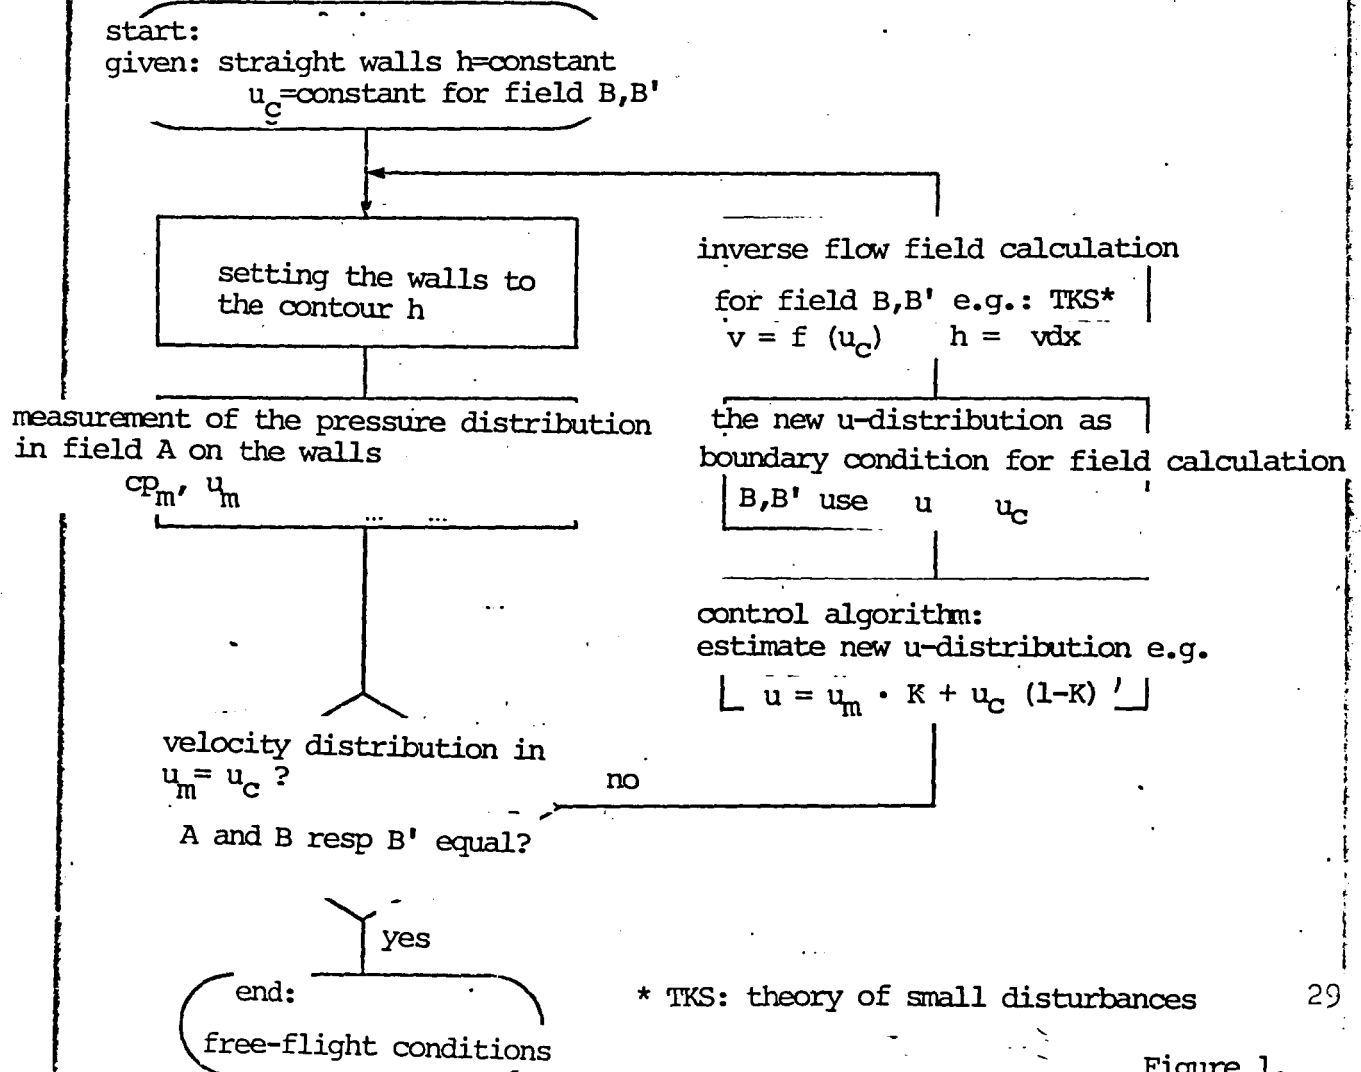 start:
given: straight walls h=constant
u_c=constant for field B,B'
setting the walls to
the contour h
measurement of the pressure distribution
in field A on the walls
cp_m, u_m
velocity distribution in
u_m= u_c ?
A and B resp B' equal?
no
yes
end:
free-flight conditions
inverse flow field calculation
for field B,B' e.g.: TKS*
v = f (u_c) h = vdx
the new u-distribution as
boundary condition for field calculation
B,B' use u u_c
control algorithm:
estimate new u-distribution e.g.
u = u_m · K + u_c (1-K)
* TKS: theory of small disturbances
29
Figure 1.